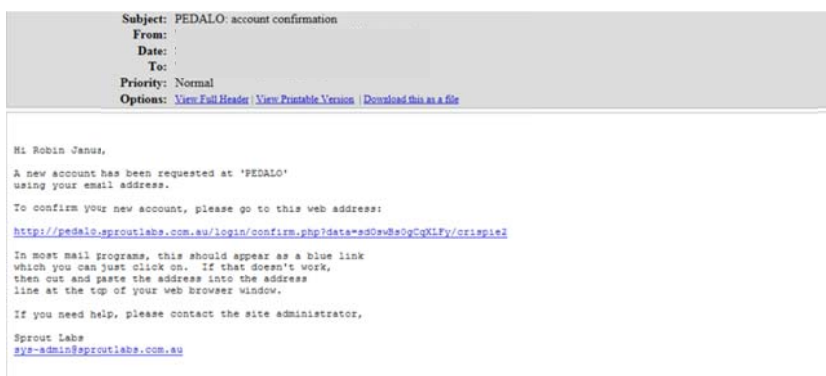 Subject: PEDALO: account confirmation
From:
Date:
To:
Priority: Normal
Options: View Full Header | View Printable Version | Download this as a file
Hi Robin Janus,
A new account has been requested at 'PEDALO'
using your email address.
To confirm your new account, please go to this web address:
http://pedalo.sproutlabs.com.au/login/confirm.php?data=sdOswBsOgCqXLFy/crispie2
In most mail programs, this should appear as a blue link
which you can just click on. If that doesn't work,
then cut and paste the address into the address
line at the top of your web browser window.
If you need help, please contact the site administrator,
Sprout Labs
sys-admin@sproutlabs.com.au